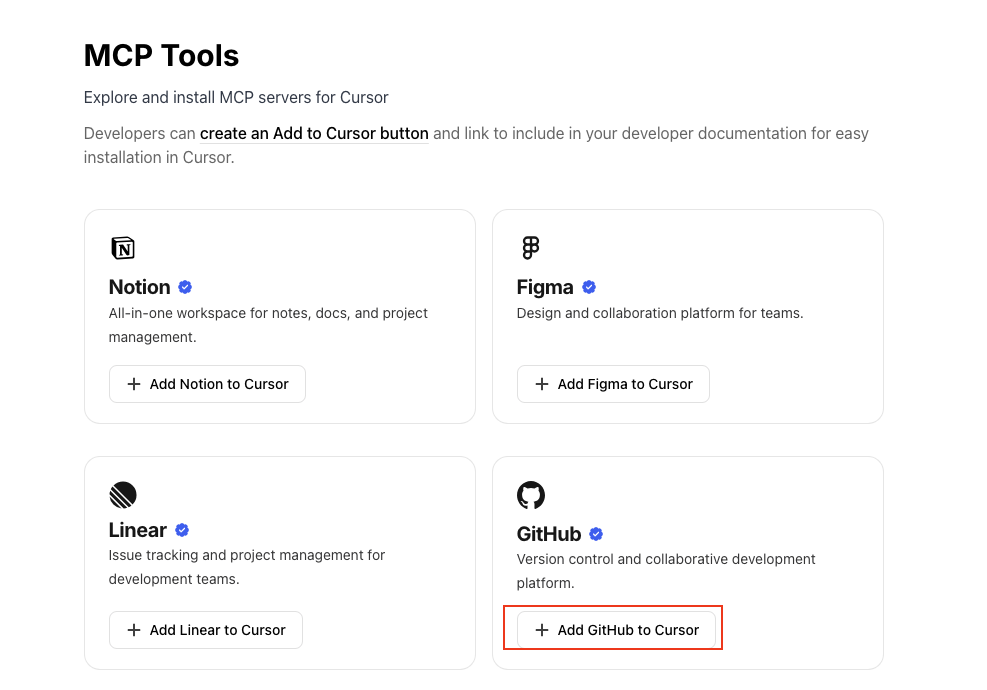 MCP Tools
Explore and install MCP servers for Cursor
Developers can create an Add to Cursor button and link to include in your developer documentation for easy
installation in Cursor.
N
Notion
All-in-one workspace for notes, docs, and project
management.
+ Add Notion to Cursor
Figma
Design and collaboration platform for teams.
+ Add Figma to Cursor
Linear
Issue tracking and project management for
development teams.
+ Add Linear to Cursor
GitHub
Version control and collaborative development
platform.
+ Add GitHub to Cursor